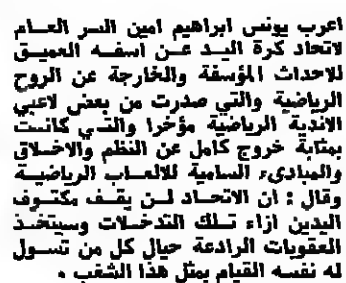 اعرب يونس ابراهيم امين السر العام
لاتحاد كرة اليد عن اسفه العميق
للاحداث المؤسفة والخارجة عن الروح
الرياضية والتي صدرت من بعض لاعبي
الاندية الرياضية مؤخرا والتي كانت
بمثابة خروج كامل عن النظم والاخلاق
والمبادىء السامية للالعاب الرياضية
وقال : ان الاتحاد لن يقف مكتوف
اليدين ازاء تلك التدخلات وسيتخذ
العقوبات الرادعة حيال كل من تسول
له نفسه القيام بمثل هذا الشغب .